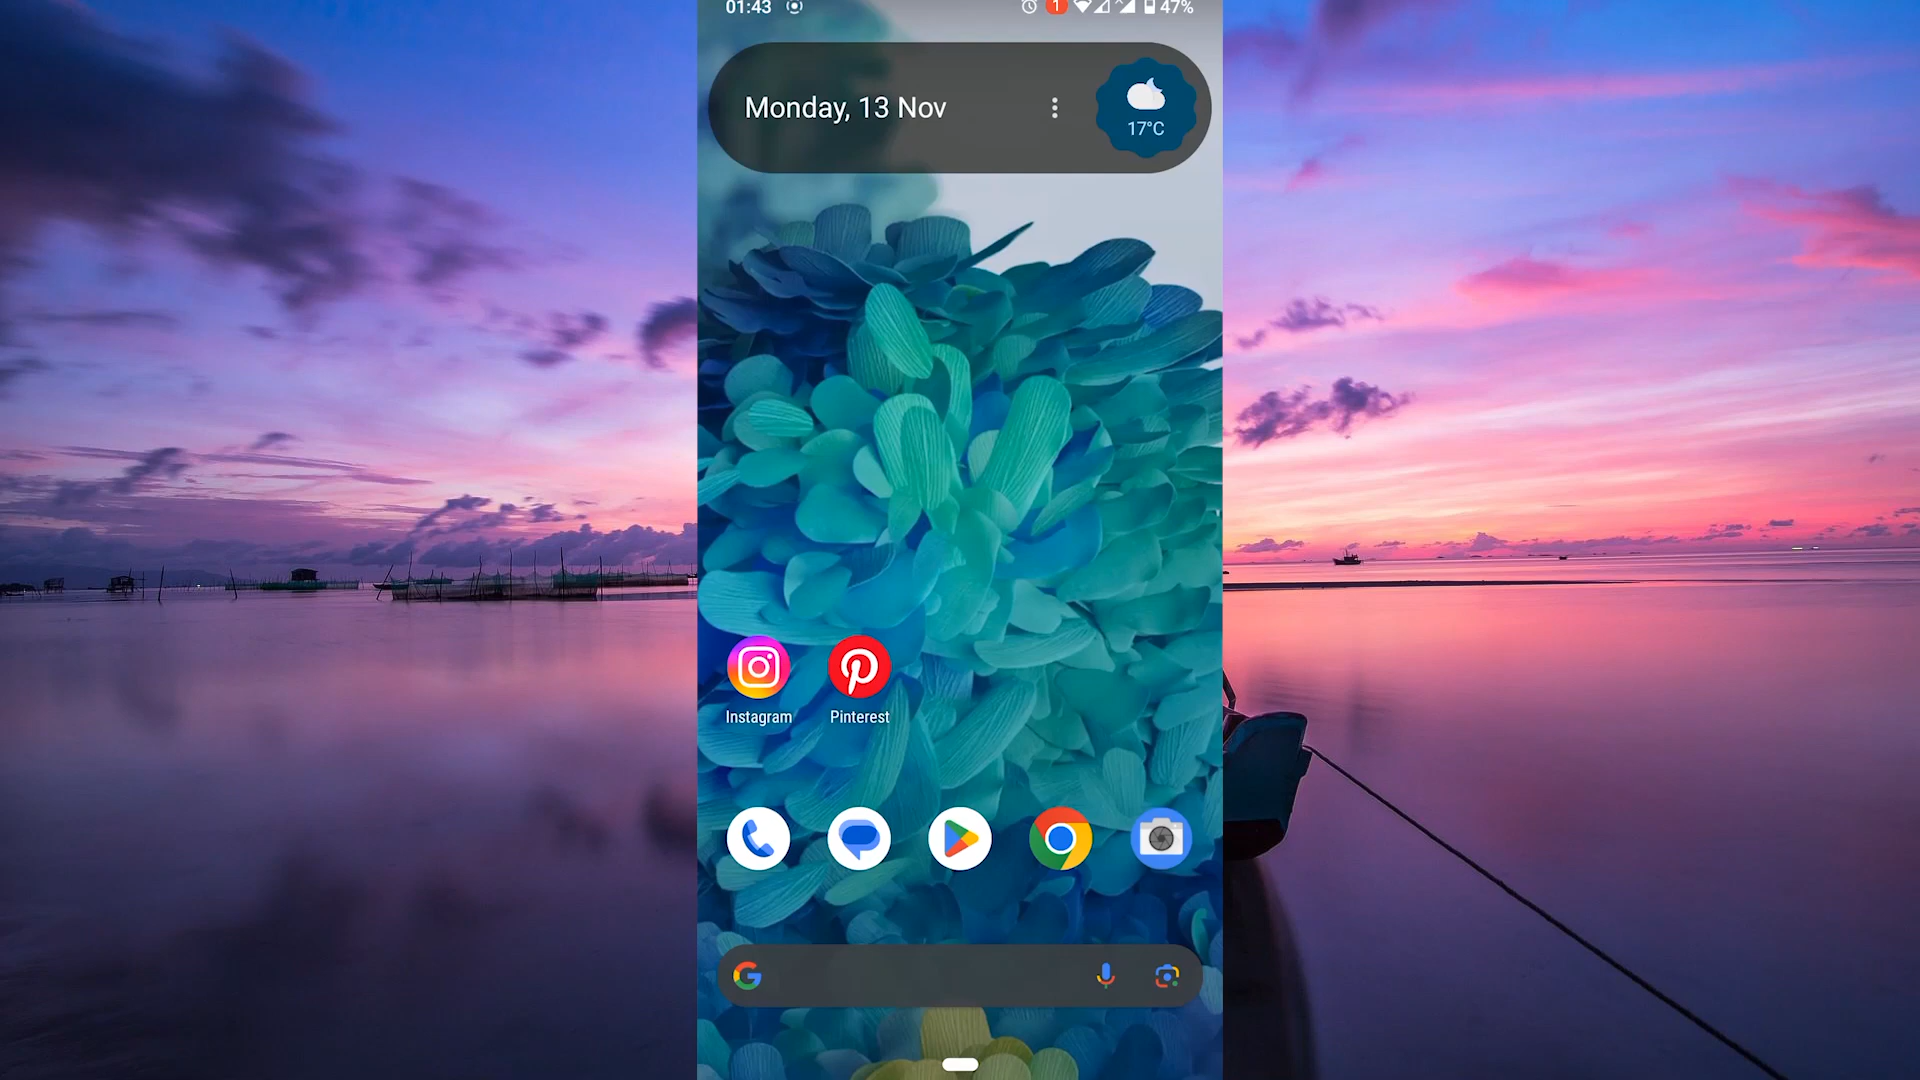 01:43
1
47%
Monday, 13 Nov
17°C
Instagram
Pinterest